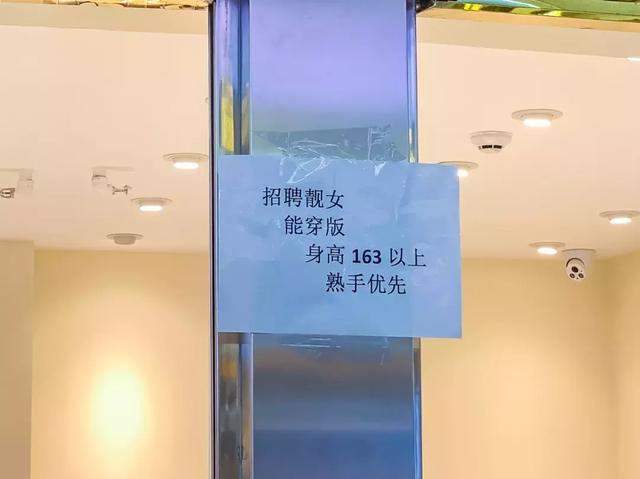 招聘靓女
能穿版
身高 163 以上
熟手优先